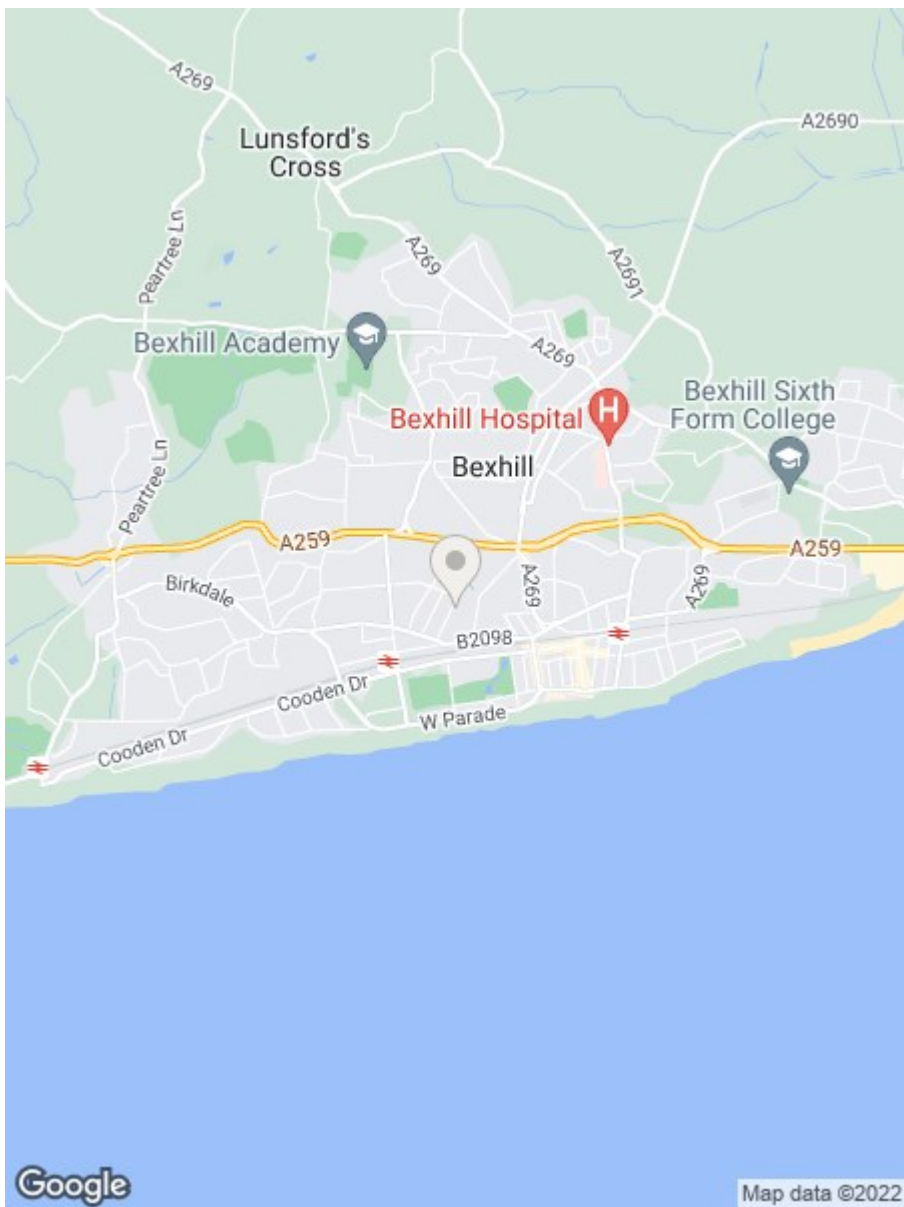 A269
A2690
Lunsford's
Cross
Peartree Ln
A269
A2691
Bexhill Academy
A269
Bexhill Sixth
Form College
Bexhill Hospital
H
Bexhill
Peartree Ln
A259
A259
Birkdale
A269
A269
B2098
Cooden Dr
W Parade
Cooden Dr
Google
Map data ©2022